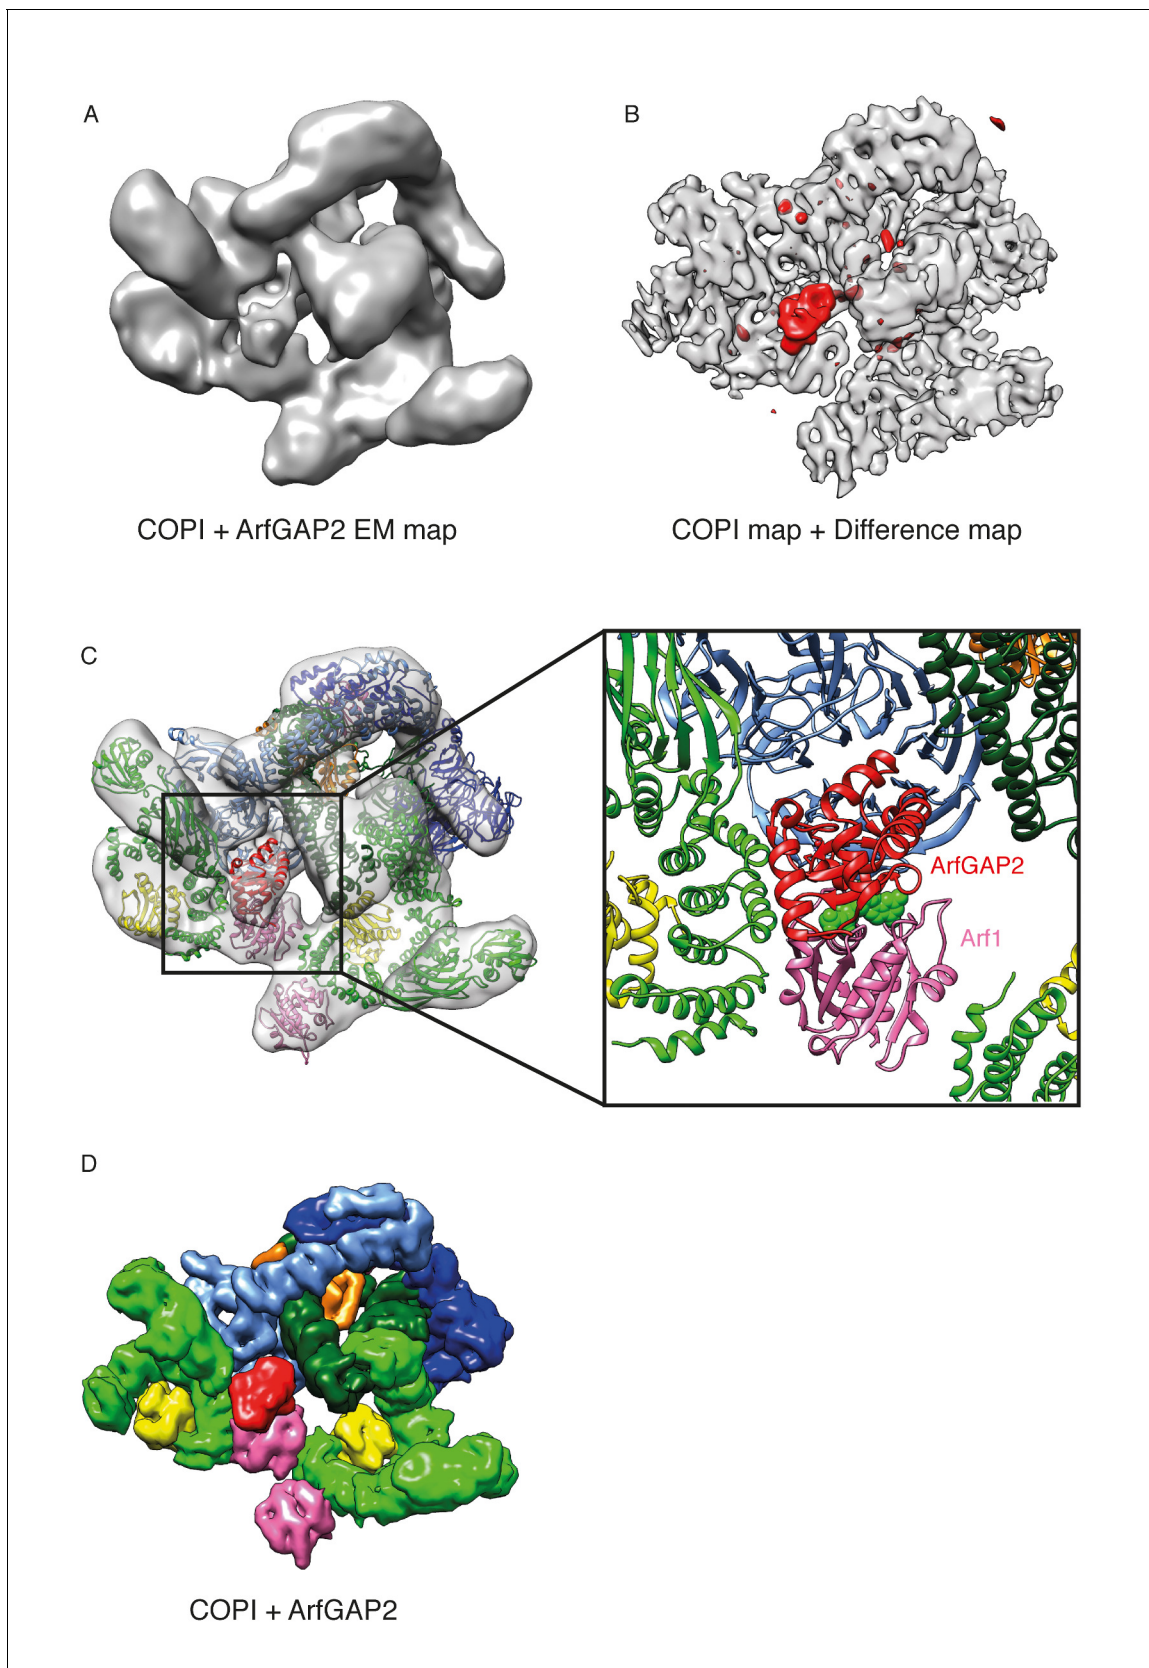 A
B
COPI + ArfGAP2 EM map
COPI map + Difference map
C
ArfGAP2
Arf1
D
COPI + ArfGAP2